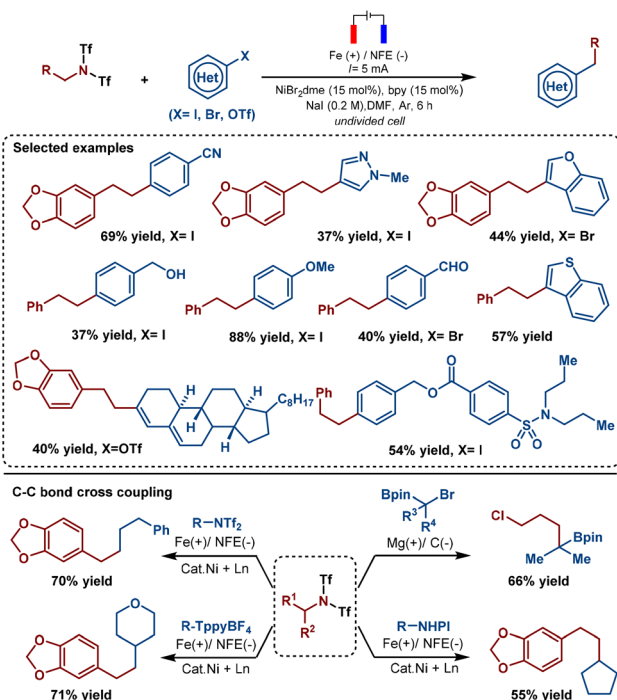 R
N
Tf
Tf
+
Het
X
(X= I, Br, OTf)
Fe (+) / NFE (-)
I= 5 mA
NiBr2dme (15 mol%), bpy (15 mol%)
NaI (0.2 M),DMF, Ar, 6 h
undivided cell
R
Het
Selected examples
O
O
CN
69% yield, X= I
O
O
N
N
Me
37% yield, X= I
O
O
O
44% yield, X= Br
Ph
OH
37% yield, X= I
Ph
OMe
88% yield, X= I
Ph
CHO
40% yield, X= Br
Ph
S
57% yield
O
O
H
H
H
C8H17
40% yield, X=OTf
Ph
O
O
S
O
O
N
54% yield, X= I
C-C bond cross coupling
O
O
Ph
70% yield
R—NTf2
Fe(+)/ NFE(-)
Cat.Ni + Ln
Bpin
Br
R3
R4
Mg(+)/ C(-)
Cl
Bpin
Me
Me
66% yield
Tf
R1
N
Tf
R2
O
O
O
71% yield
R-TppyBF4
Fe(+)/ NFE(-)
Cat.Ni + Ln
R—NHPI
Fe(+)/ NFE(-)
Cat.Ni + Ln
O
O
55% yield